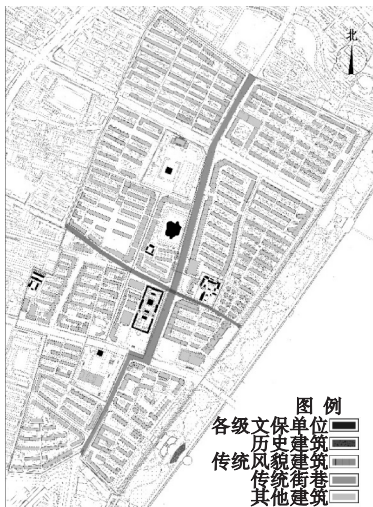 北
图 例
各级文保单位
历史建筑
传统风貌建筑
传统街巷
其他建筑